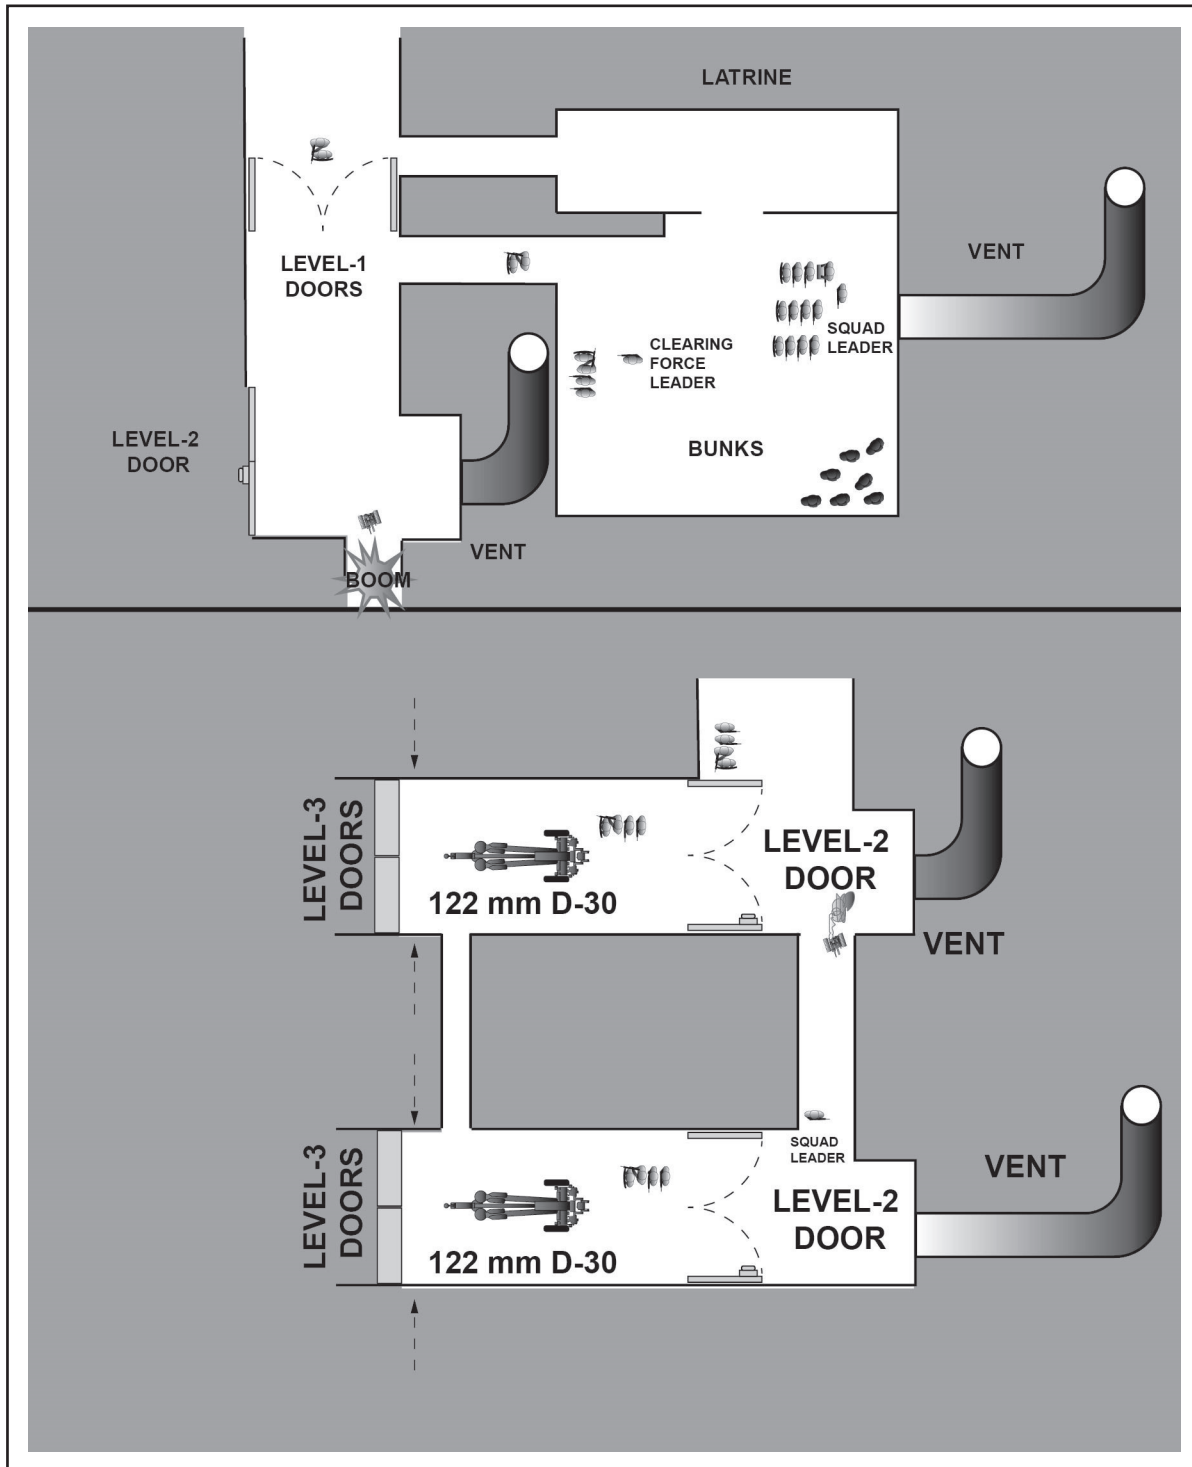 LATRINE
VENT
LEVEL-1
DOORS
SQUAD
LEADER
CLEARING
FORCE
LEADER
LEVEL-2
DOOR
BUNKS
VENT
BOOM
LEVEL-3
DOORS
122 mm D-30
LEVEL-2
DOOR
VENT
SQUAD
LEADER
LEVEL-3
DOORS
122 mm D-30
LEVEL-2
DOOR
VENT